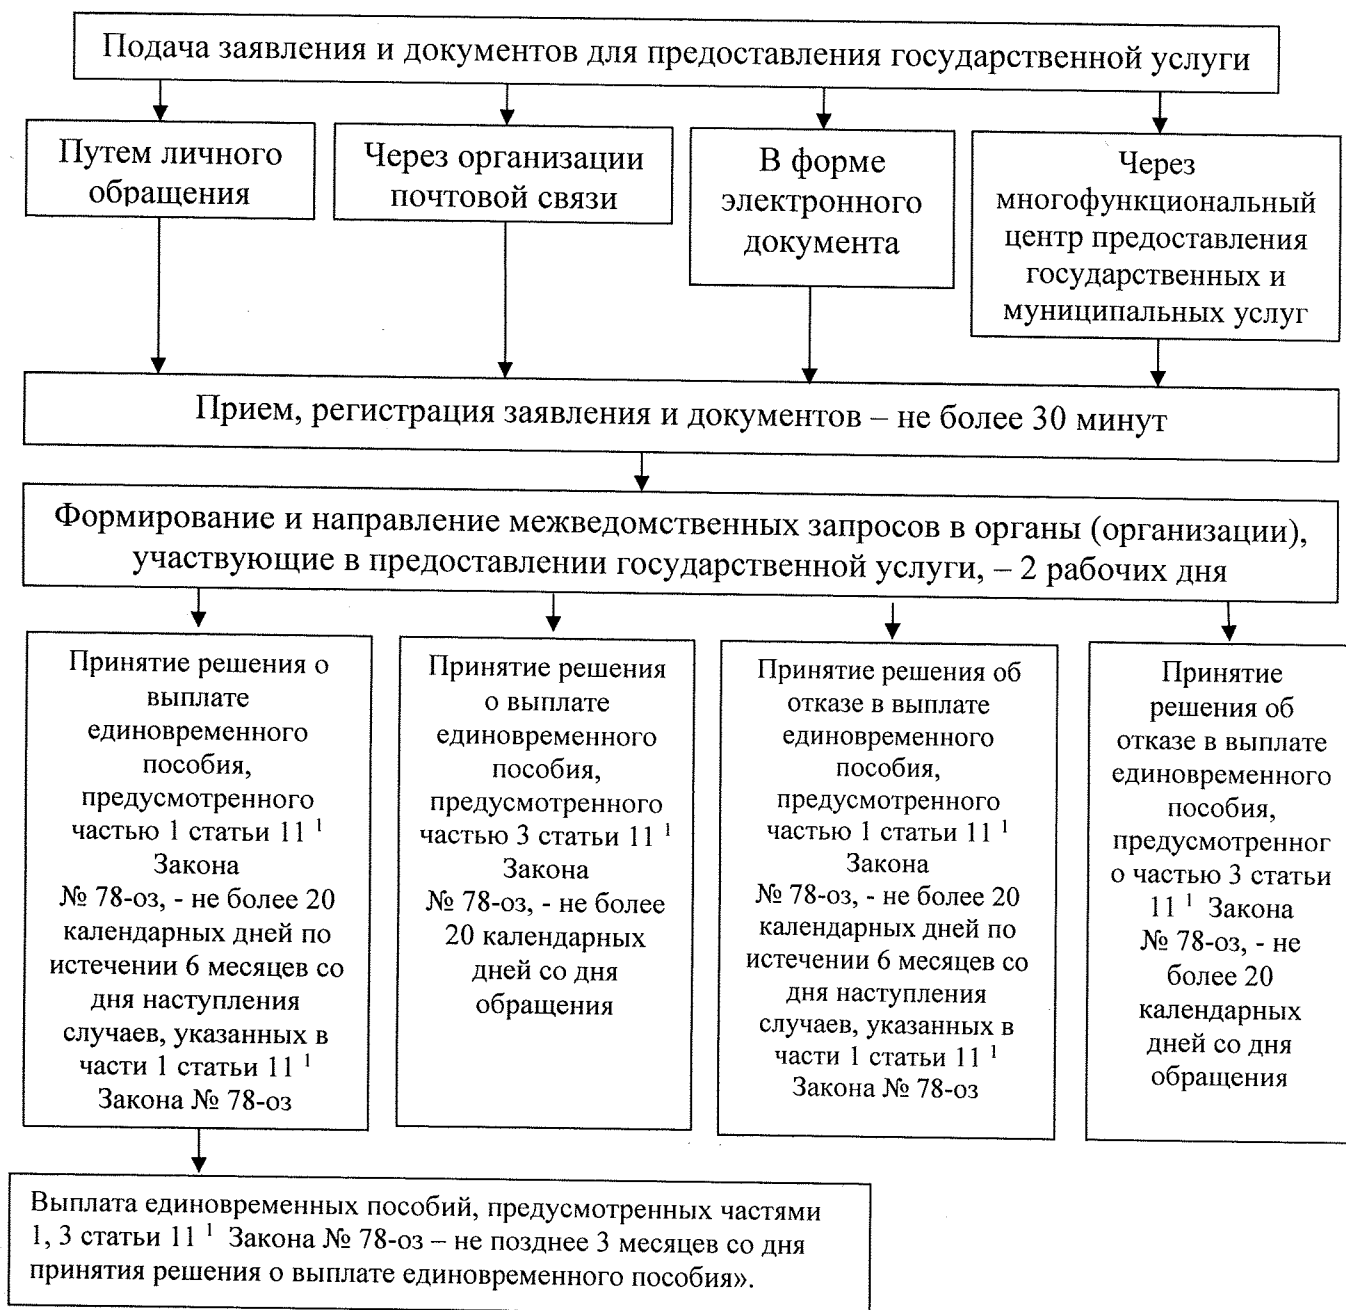 Подача заявления и документов для предоставления государственной услуги
Путем личного
обращения
Через организации
почтовой связи
В форме
электронного
документа
Через
многофункциональный
центр предоставления
государственных и
муниципальных услуг
Прием, регистрация заявления и документов – не более 30 минут
Формирование и направление межведомственных запросов в органы (организации),
участвующие в предоставлении государственной услуги, – 2 рабочих дня
Принятие решения о
выплате
единовременного
пособия,
предусмотренного
частью 1 статьи 11 ¹
Закона
№ 78-оз, - не более 20
календарных дней по
истечении 6 месяцев со
дня наступления
случаев, указанных в
части 1 статьи 11 ¹
Закона № 78-оз
Принятие решения
о выплате
единовременного
пособия,
предусмотренного
частью 3 статьи 11 ¹
Закона
№ 78-оз, - не более
20 календарных
дней со дня
обращения
Принятие решения об
отказе в выплате
единовременного
пособия,
предусмотренного
частью 1 статьи 11 ¹
Закона
№ 78-оз, - не более 20
календарных дней по
истечении 6 месяцев со
дня наступления
случаев, указанных в
части 1 статьи 11 ¹
Закона № 78-оз
Принятие
решения об
отказе в выплате
единовременного
пособия,
предусмотренног
о частью 3 статьи
11 ¹ Закона
№ 78-оз, - не
более 20
календарных
дней со дня
обращения
Выплата единовременных пособий, предусмотренных частями
1, 3 статьи 11 ¹ Закона № 78-оз – не позднее 3 месяцев со дня
принятия решения о выплате единовременного пособия».